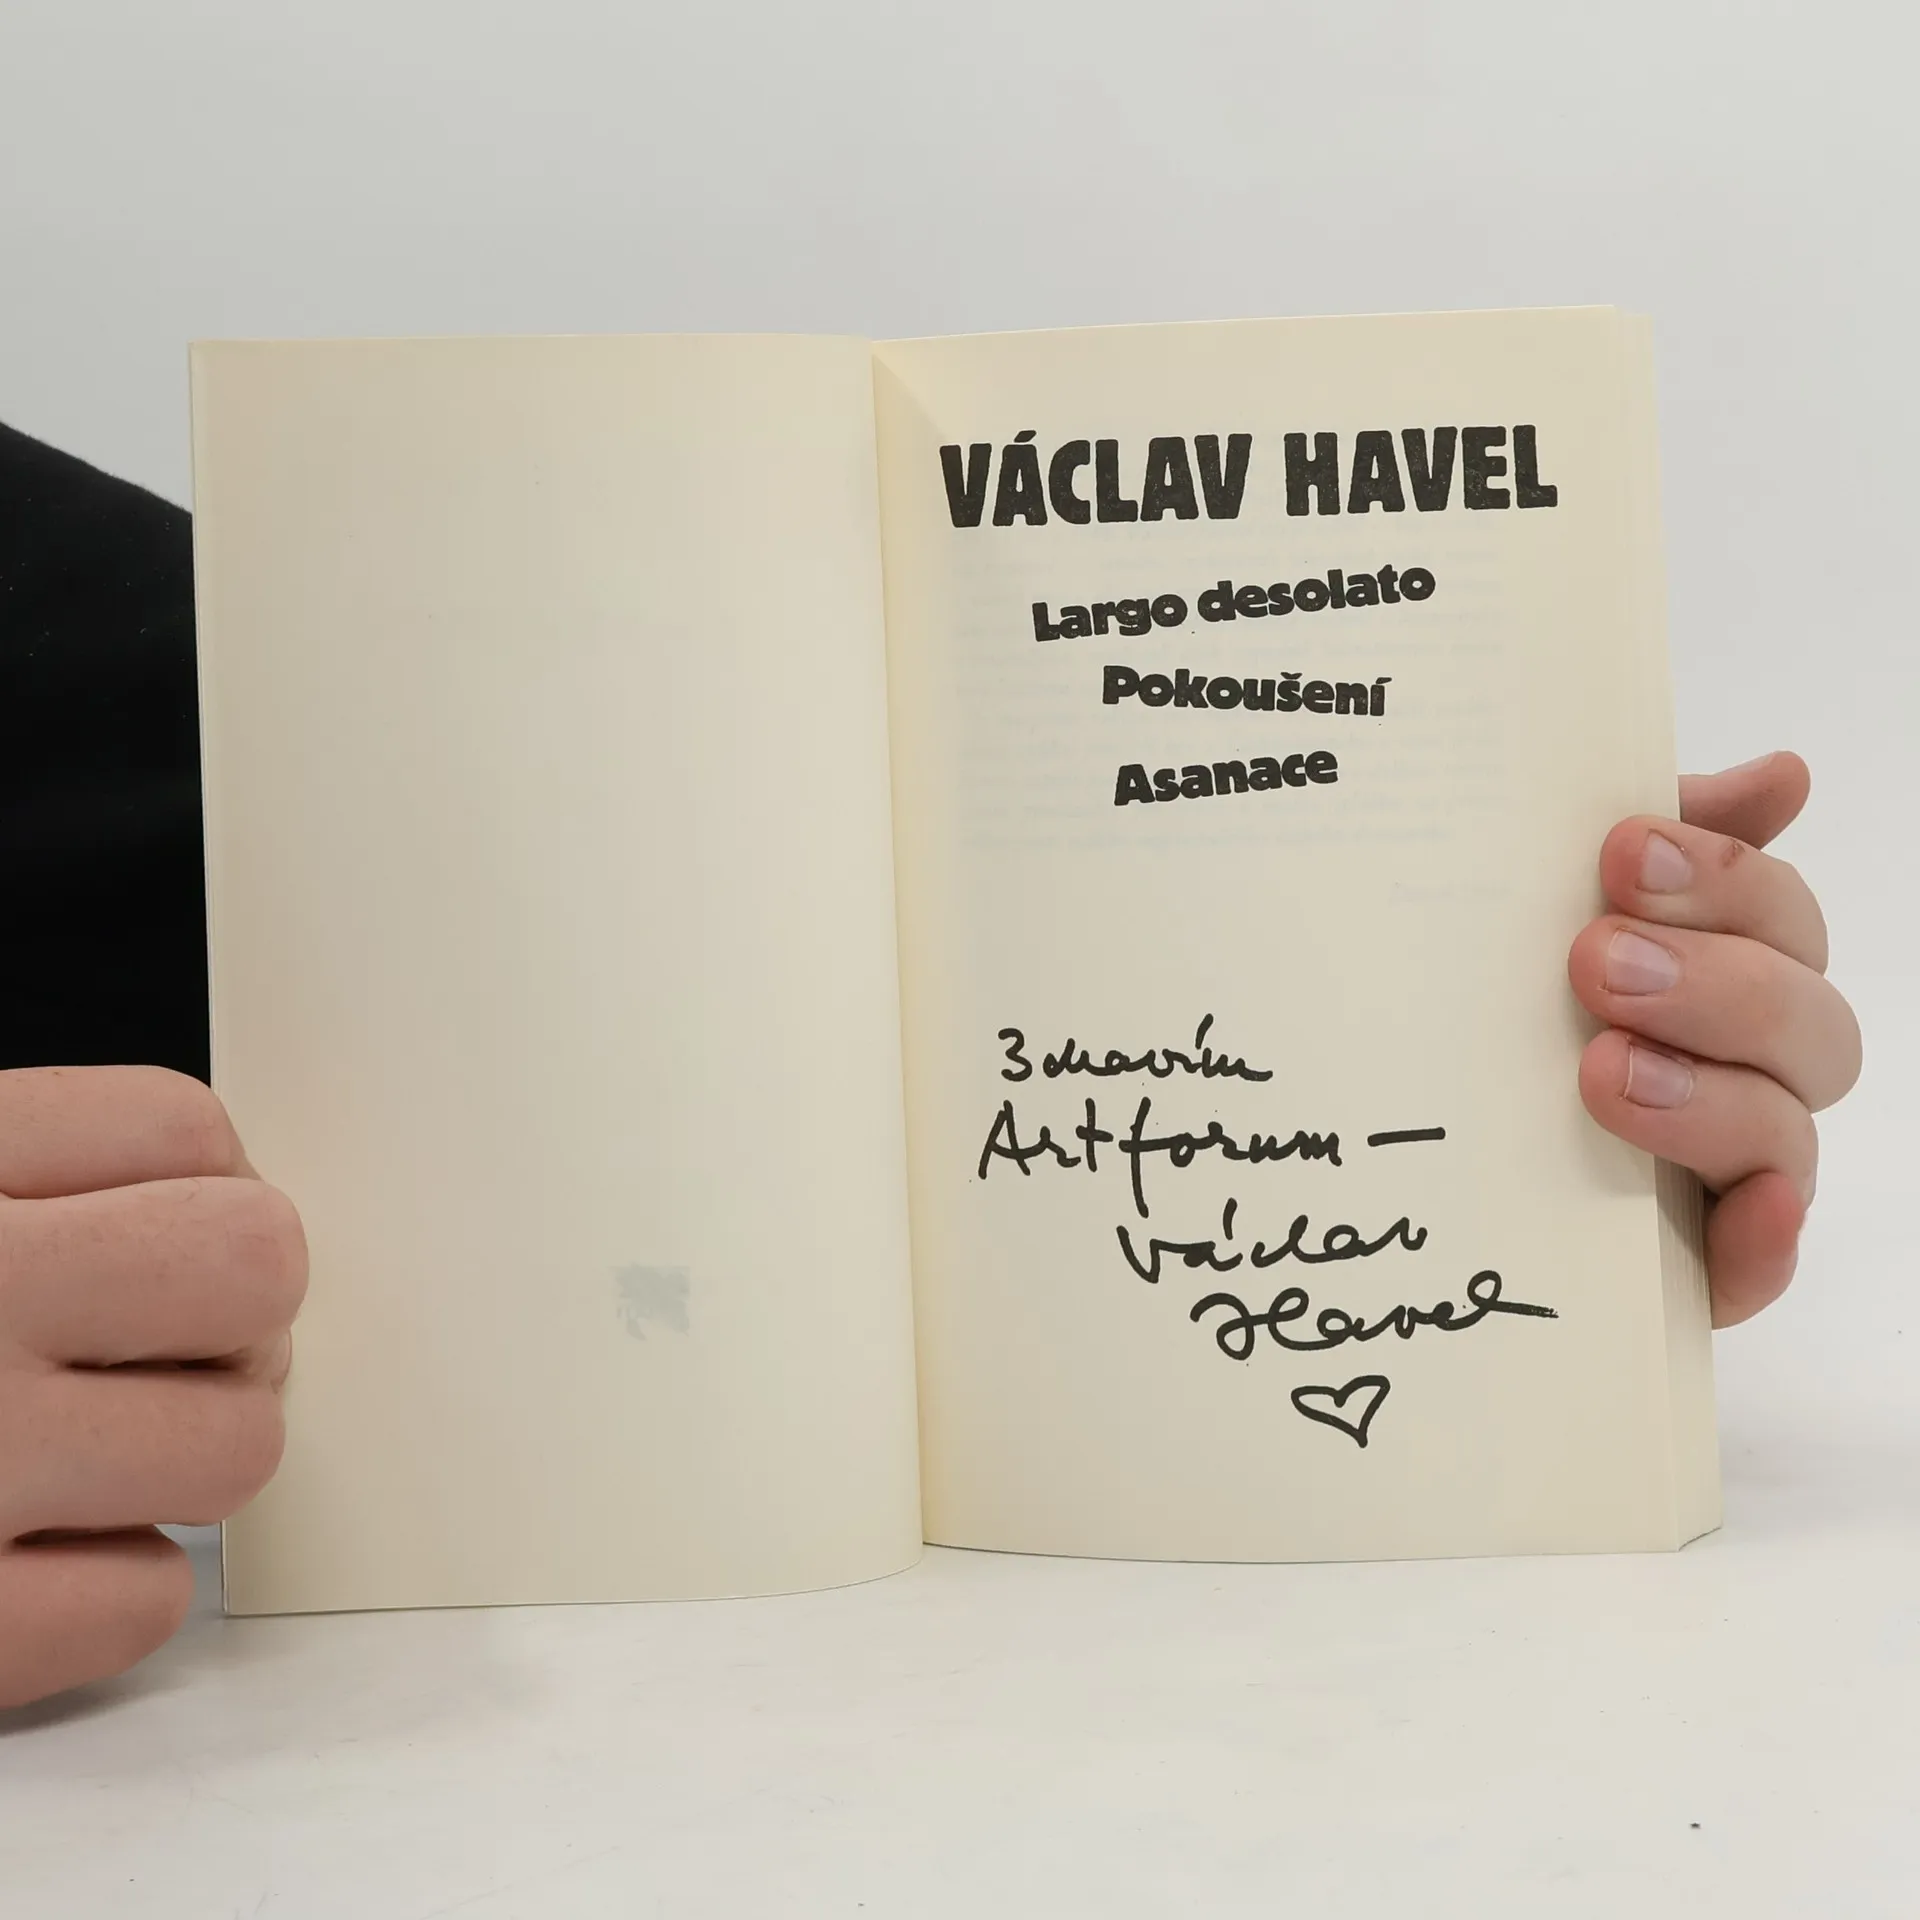 VÁCLAV HAVEL
Largo desolato
Pokoušení
Asanace
Zdravím
Artforum —
Václav
Havel